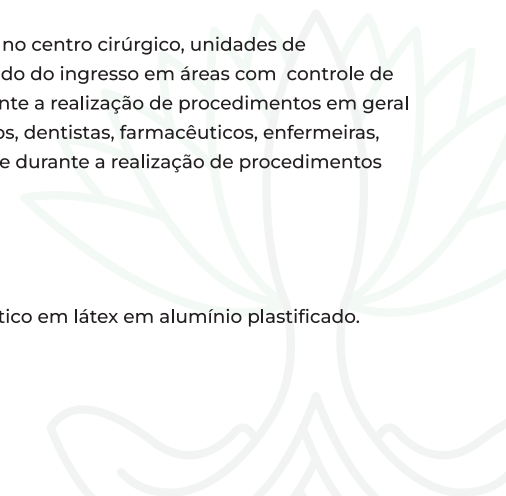 no centro cirúrgico, unidades de
do do ingresso em áreas com  controle de
nte a realização de procedimentos em geral
os, dentistas, farmacêuticos, enfermeiras,
e durante a realização de procedimentos
tico em látex em alumínio plastificado.